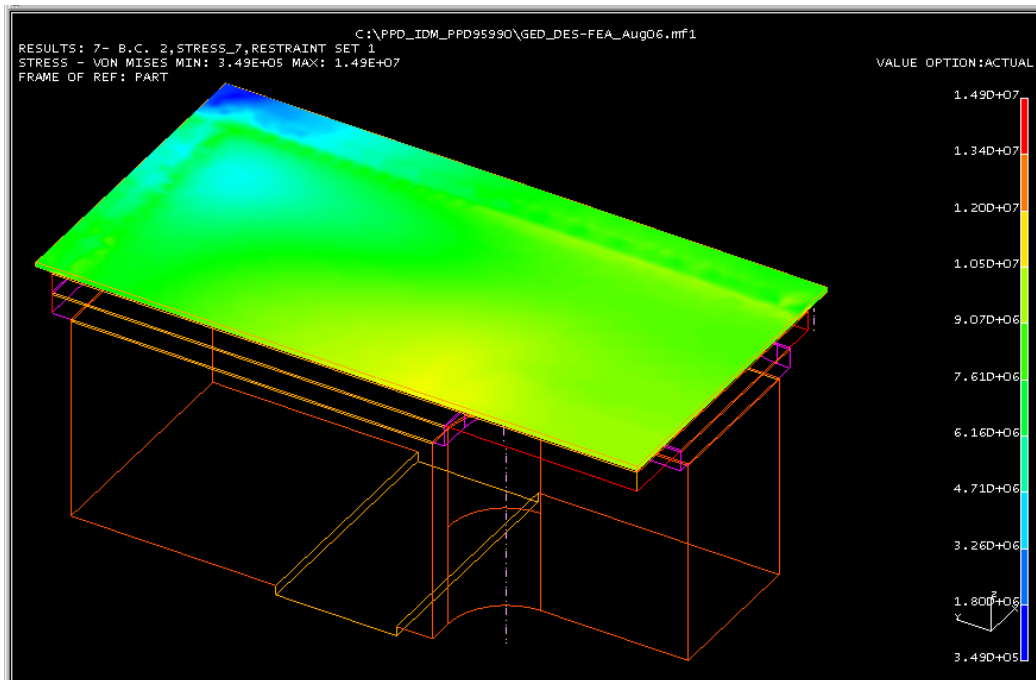 C:\PPD_IDM_PPD95990\GED_DES-FEA_Aug06.mf1
RESULTS: 7- B.C. 2,STRESS_7,RESTRAINT SET 1
STRESS - VON MISES MIN: 3.49E+05 MAX: 1.49E+07
FRAME OF REF: PART
VALUE OPTION:ACTUAL
1.49D+07
1.34D+07
1.20D+07
1.05D+07
9.07D+06
7.61D+06
6.16D+06
4.71D+06
3.26D+06
1.80D+06
3.49D+05
Z
Y
X